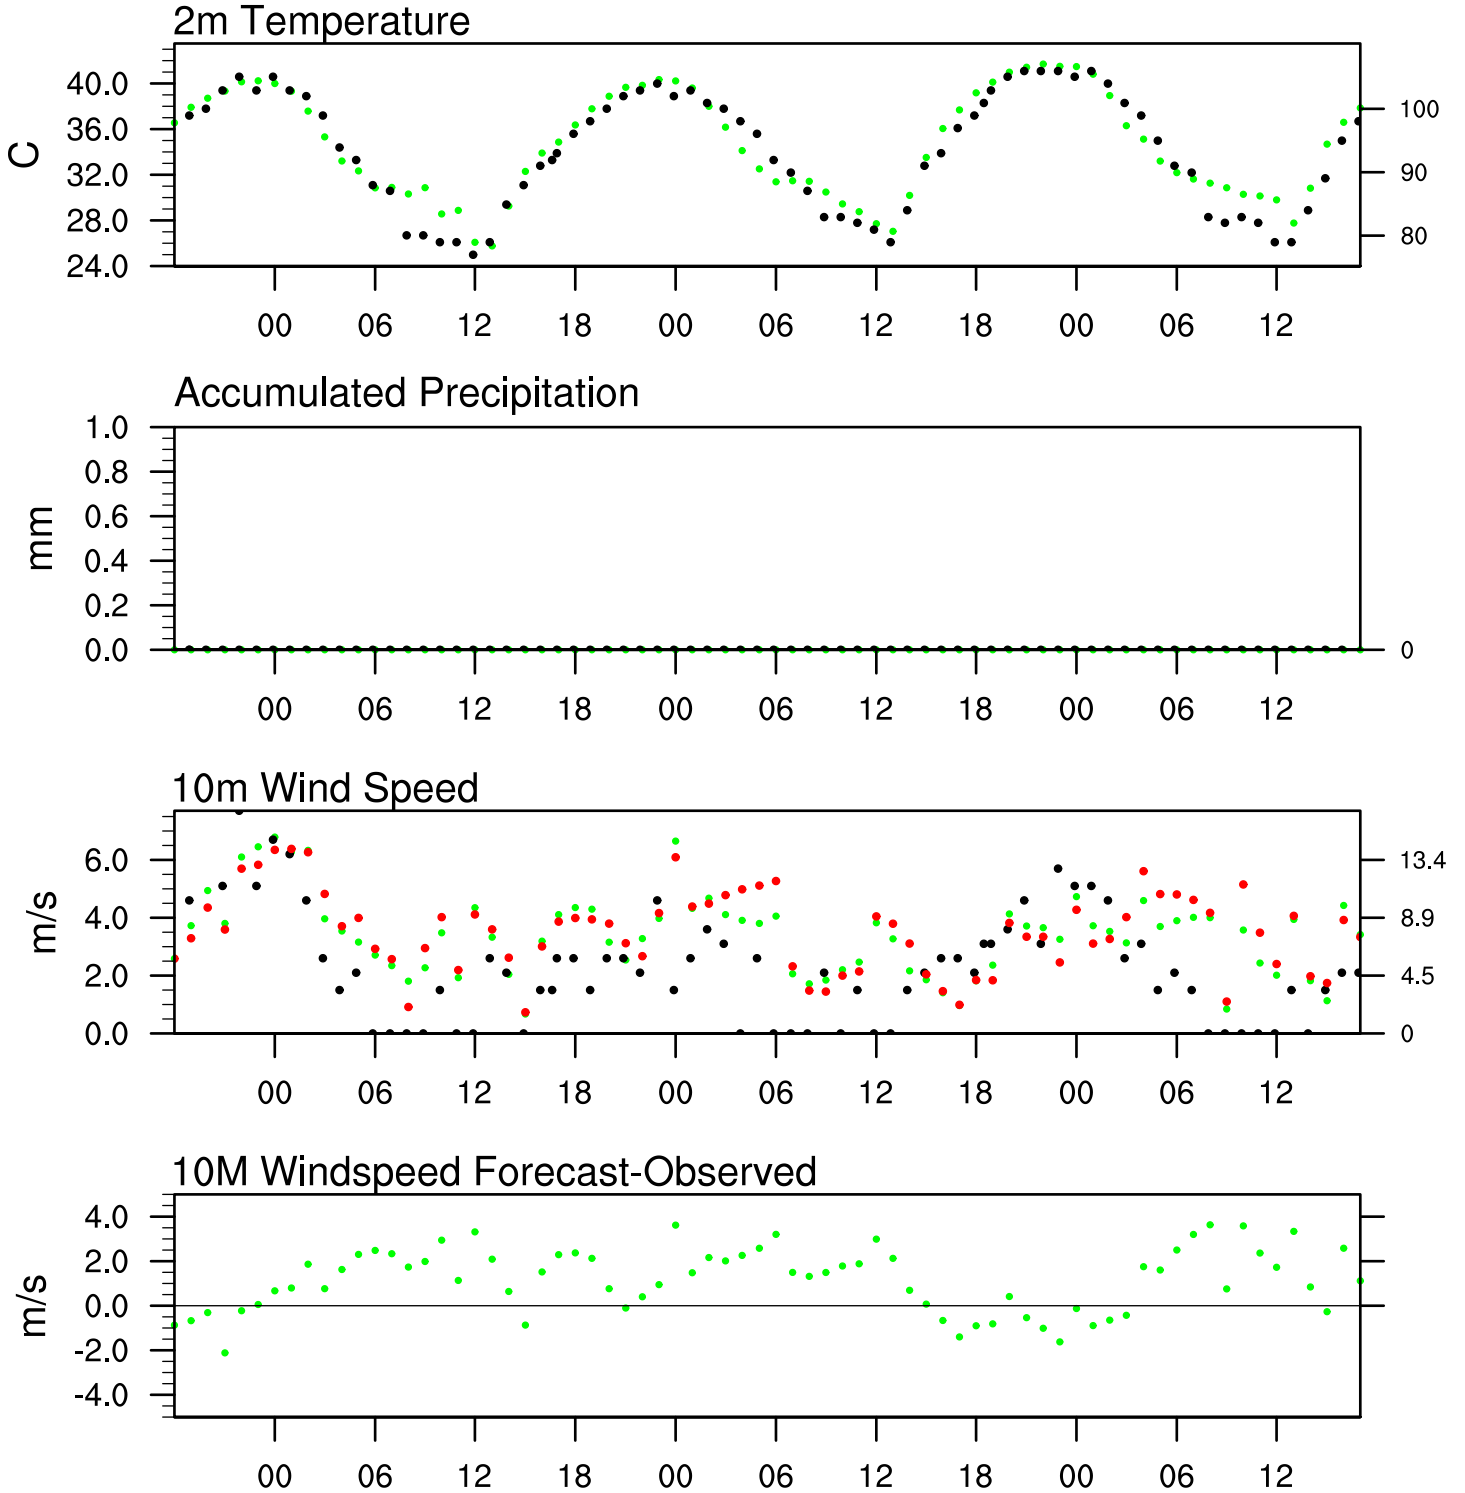 2m Temperature
40.0
36.0
32.0
28.0
24.0
C
100
90
80
00 06 12 18 00 06 12 18 00 06 12
Accumulated Precipitation
1.0
0.8
0.6
0.4
0.2
0.0
mm
0
00 06 12 18 00 06 12 18 00 06 12
10m Wind Speed
6.0
4.0
2.0
0.0
m/s
13.4
8.9
4.5
0
00 06 12 18 00 06 12 18 00 06 12
10M Windspeed Forecast-Observed
4.0
2.0
0.0
-2.0
-4.0
m/s
00 06 12 18 00 06 12 18 00 06 12